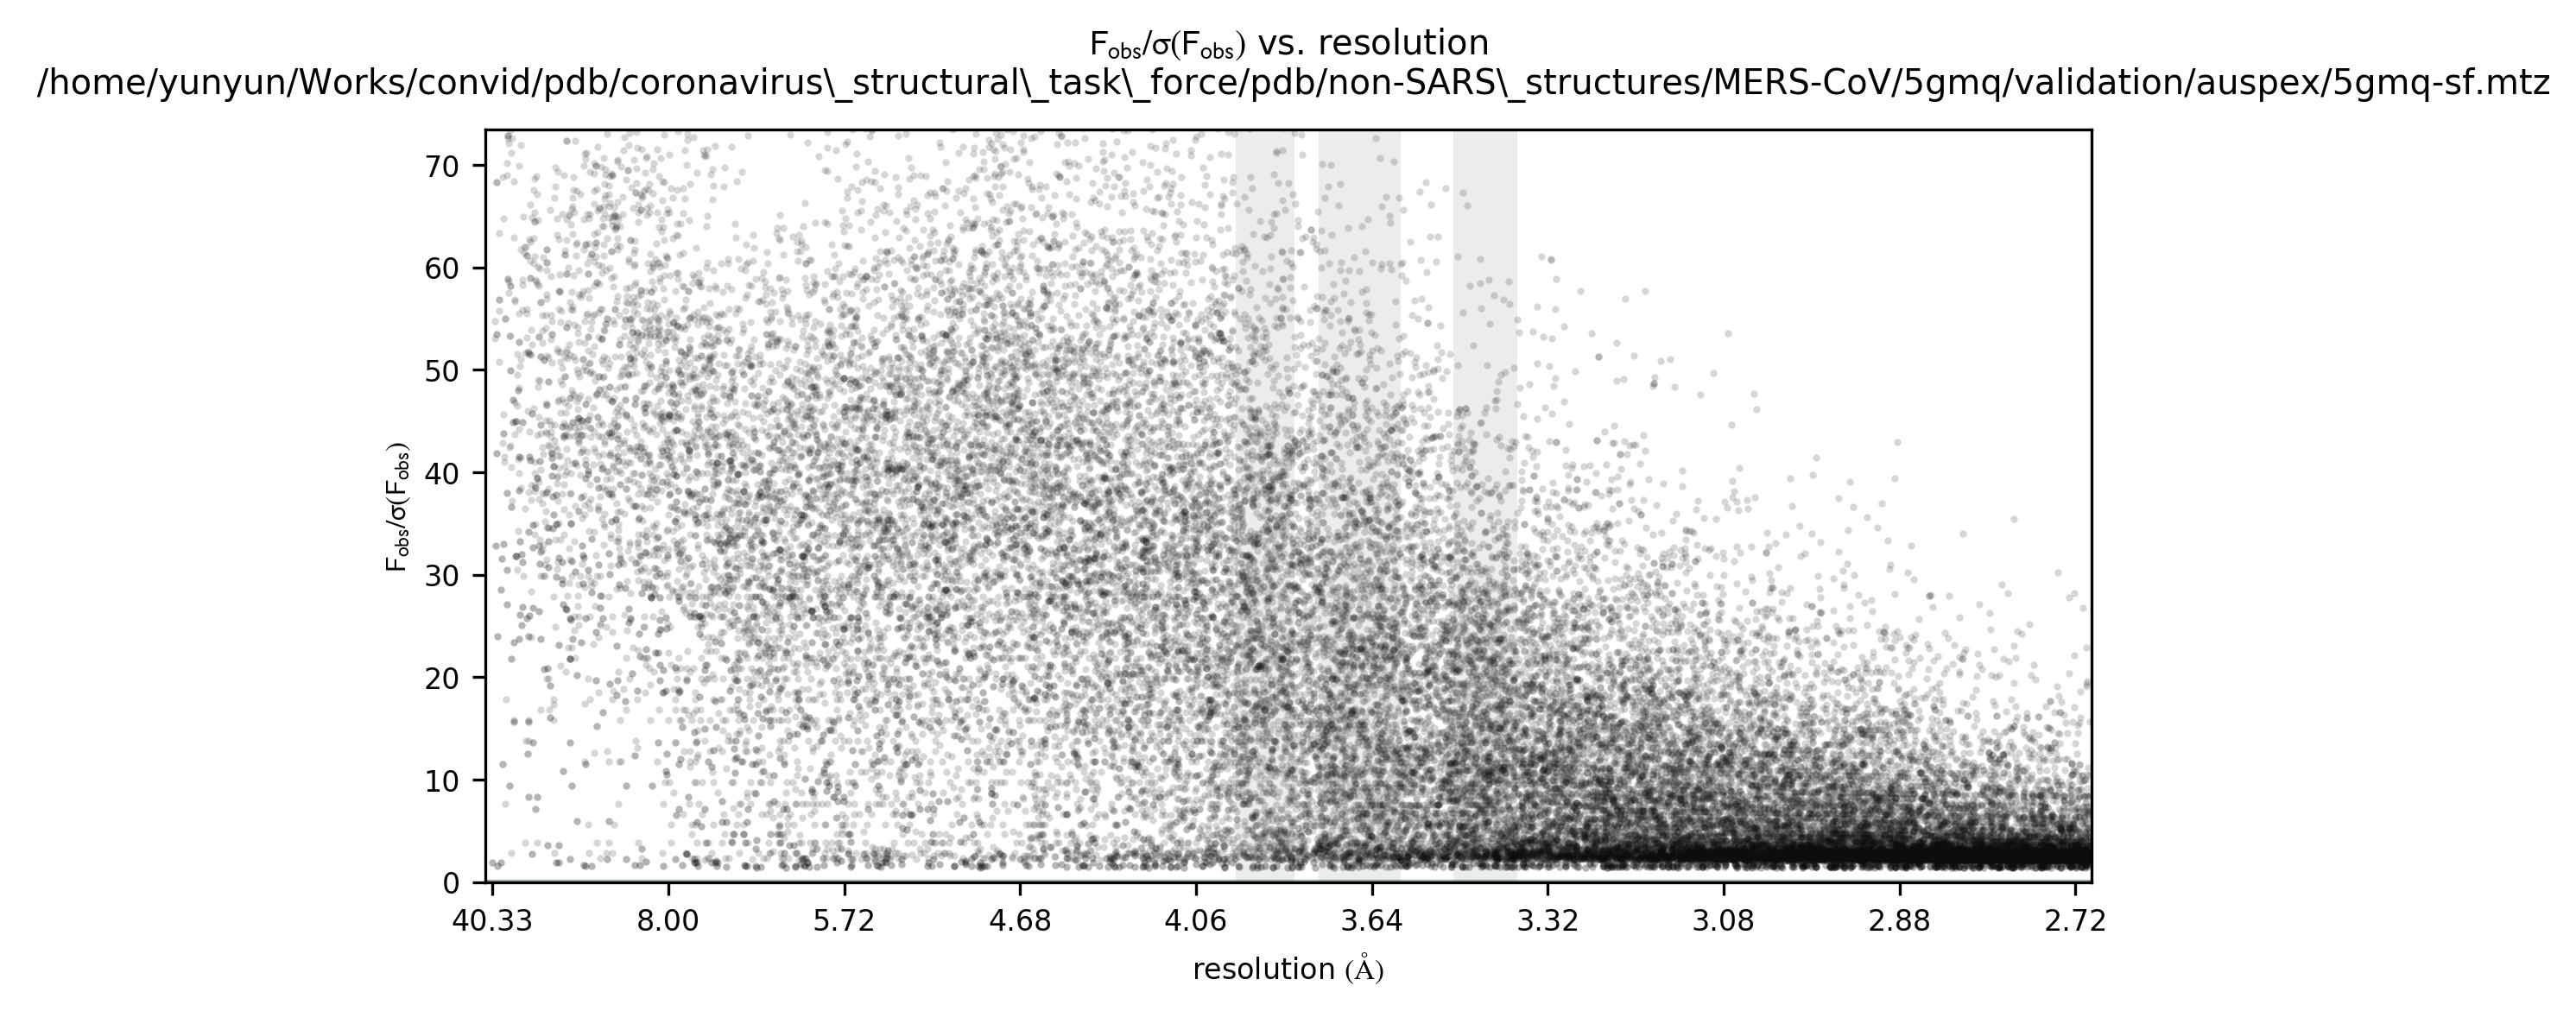 Fobs/σ(Fobs) vs. resolution
/home/yunyun/Works/convid/pdb/coronavirus\_structural\_task\_force/pdb/non-SARS\_structures/MERS-CoV/5gmq/validation/auspex/5gmq-sf.mtz
Fobs/σ(Fobs)
70
60
50
40
30
20
10
0
40.33 8.00 5.72 4.68 4.06 3.64 3.32 3.08 2.88 2.72
resolution (Å)